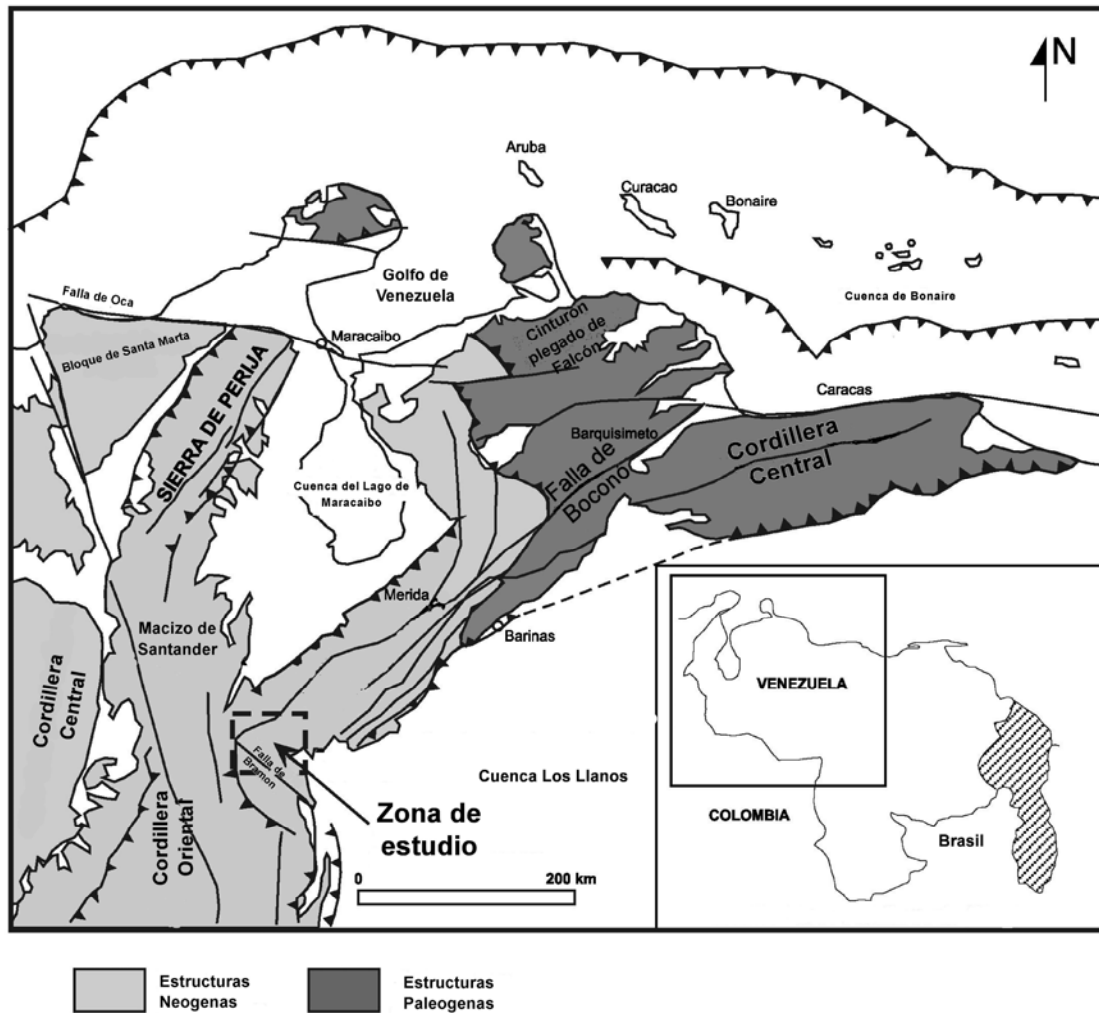 N
Aruba
Curacao
Bonaire
Golfo de
Venezuela
Cuenca de Bonaire
Falla de Oca
Maracaibo
Bloque de Santa Marta
Cinturón
plegado de
Falcón
SIERRA DE PERIJA
Caracas
Barquisimeto
Cordillera
Central
Falla de
Bocono
Cuenca del Lago de
Maracaibo
Merida
Barinas
Macizo de
Santander
Cordillera
Central
VENEZUELA
Falla de
Bramon
Cuenca Los Llanos
Zona de
estudio
COLOMBIA
Brasil
Cordillera
Oriental
0
200 km
Estructuras
Neogenas
Estructuras
Paleogenas